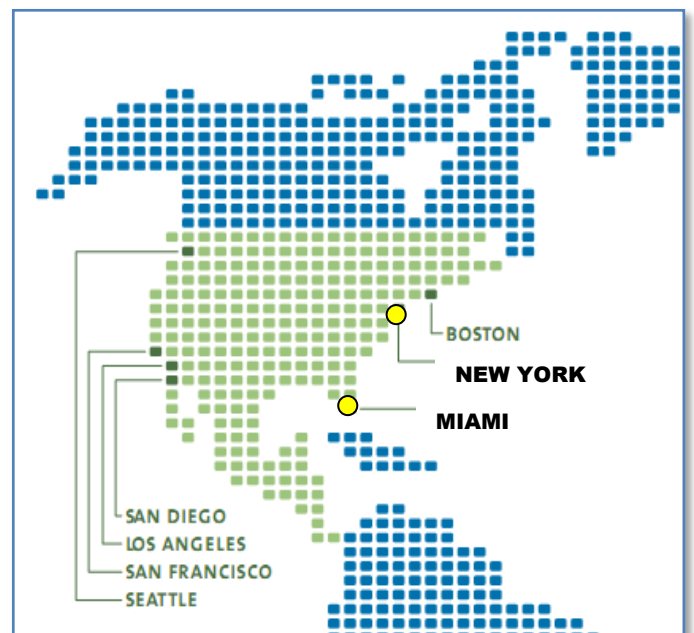 BOSTON
NEW YORK
MIAMI
SAN DIEGO
LOS ANGELES
SAN FRANCISCO
SEATTLE